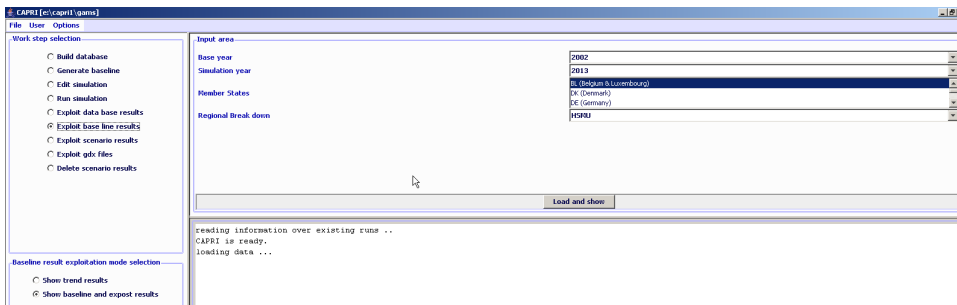 CAPRI [e:\capri1\gams]
File User Options
Work step selection
Build database
Generate baseline
Edit simulation
Run simulation
Exploit data base results
Exploit base line results
Exploit scenario results
Exploit gdx files
Delete scenario results
Input area
Base year 2002
Simulation year 2013
Member States
BL (Belgium & Luxembourg)
DK (Denmark)
DE (Germany)
Regional Break down HSMU
Load and show
reading information over existing runs ..
CAPRI is ready.
loading data ...
Baseline result exploitation mode selection
Show trend results
Show baseline and expost results